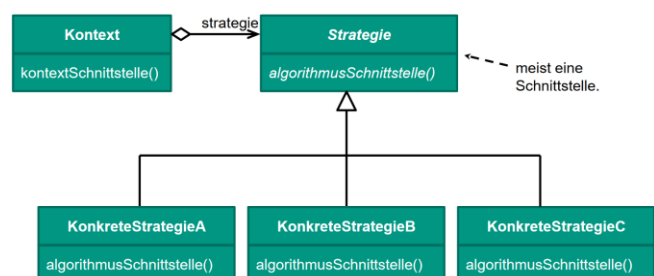 strategie
Kontext
Strategie
kontextSchnittstelle()
algorithmusSchnittstelle()
meist eine
Schnittstelle.
KonkreteStrategieA
KonkreteStrategieB
KonkreteStrategieC
algorithmusSchnittstelle()
algorithmusSchnittstelle()
algorithmusSchnittstelle()